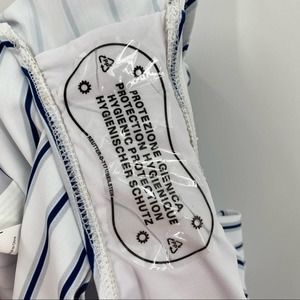 PROTEZIONE IGIENICA
PROTECTION HYGIENIQUE
HYGIENIC PROTECTION
HYGIENISCHER SCHUTZ